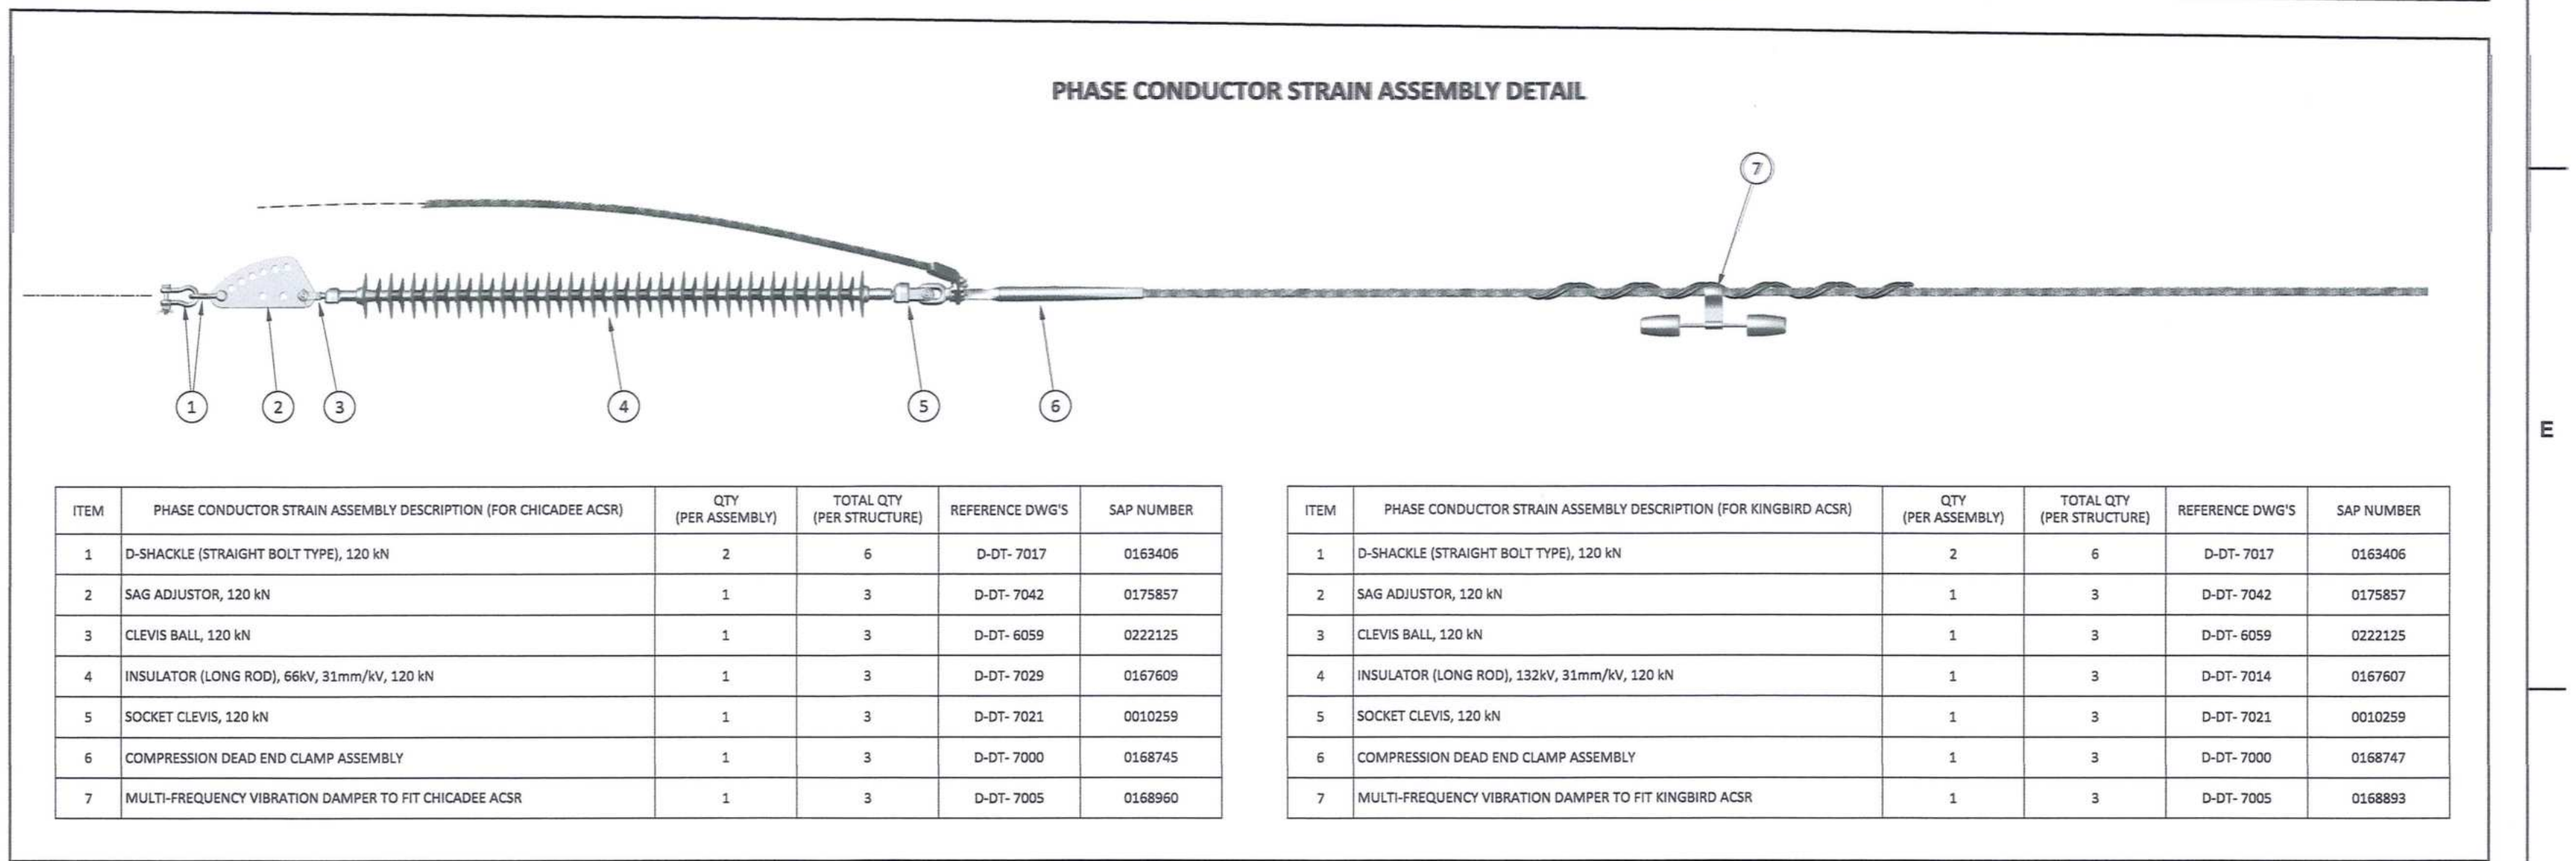 PHASE CONDUCTOR STRAIN ASSEMBLY DETAIL
7
1 2 3 4 5 6
E
ITEM PHASE CONDUCTOR STRAIN ASSEMBLY DESCRIPTION (FOR CHICADEE ACSR) QTY (PER ASSEMBLY) TOTAL QTY (PER STRUCTURE) REFERENCE DWG'S SAP NUMBER
1 D-SHACKLE (STRAIGHT BOLT TYPE), 120 kN 2 6 D-DT- 7017 0163406
2 SAG ADJUSTOR, 120 kN 1 3 D-DT- 7042 0175857
3 CLEVIS BALL, 120 kN 1 3 D-DT- 6059 0222125
4 INSULATOR (LONG ROD), 66kV, 31mm/kV, 120 kN 1 3 D-DT- 7029 0167609
5 SOCKET CLEVIS, 120 kN 1 3 D-DT- 7021 0010259
6 COMPRESSION DEAD END CLAMP ASSEMBLY 1 3 D-DT- 7000 0168745
7 MULTI-FREQUENCY VIBRATION DAMPER TO FIT CHICADEE ACSR 1 3 D-DT- 7005 0168960
ITEM PHASE CONDUCTOR STRAIN ASSEMBLY DESCRIPTION (FOR KINGBIRD ACSR) QTY (PER ASSEMBLY) TOTAL QTY (PER STRUCTURE) REFERENCE DWG'S SAP NUMBER
1 D-SHACKLE (STRAIGHT BOLT TYPE), 120 kN 2 6 D-DT- 7017 0163406
2 SAG ADJUSTOR, 120 kN 1 3 D-DT- 7042 0175857
3 CLEVIS BALL, 120 kN 1 3 D-DT- 6059 0222125
4 INSULATOR (LONG ROD), 132kV, 31mm/kV, 120 kN 1 3 D-DT- 7014 0167607
5 SOCKET CLEVIS, 120 kN 1 3 D-DT- 7021 0010259
6 COMPRESSION DEAD END CLAMP ASSEMBLY 1 3 D-DT- 7000 0168747
7 MULTI-FREQUENCY VIBRATION DAMPER TO FIT KINGBIRD ACSR 1 3 D-DT- 7005 0168893